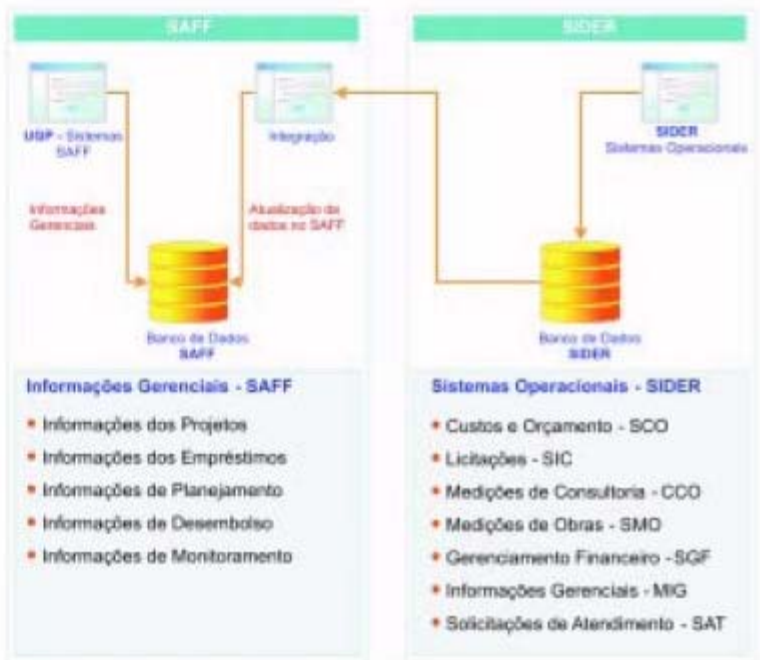 SAFF
UGP - Sistemas
SAFF
Integração
Informações
Gerenciais
Atualização de
dados no SAFF
Banco de Dados
SAFF
Informações Gerenciais - SAFF
• Informações dos Projetos
• Informações dos Empréstimos
• Informações de Planejamento
• Informações de Desembolso
• Informações de Monitoramento
SIDER
SIDER
Sistemas Operacionais
Banco de Dados
SIDER
Sistemas Operacionais - SIDER
• Custos e Orçamento - SCO
• Licitações - SIC
• Medições de Consultoria - CCO
• Medições de Obras - SMO
• Gerenciamento Financeiro - SGF
• Informações Gerenciais - MIG
• Solicitações de Atendimento - SAT